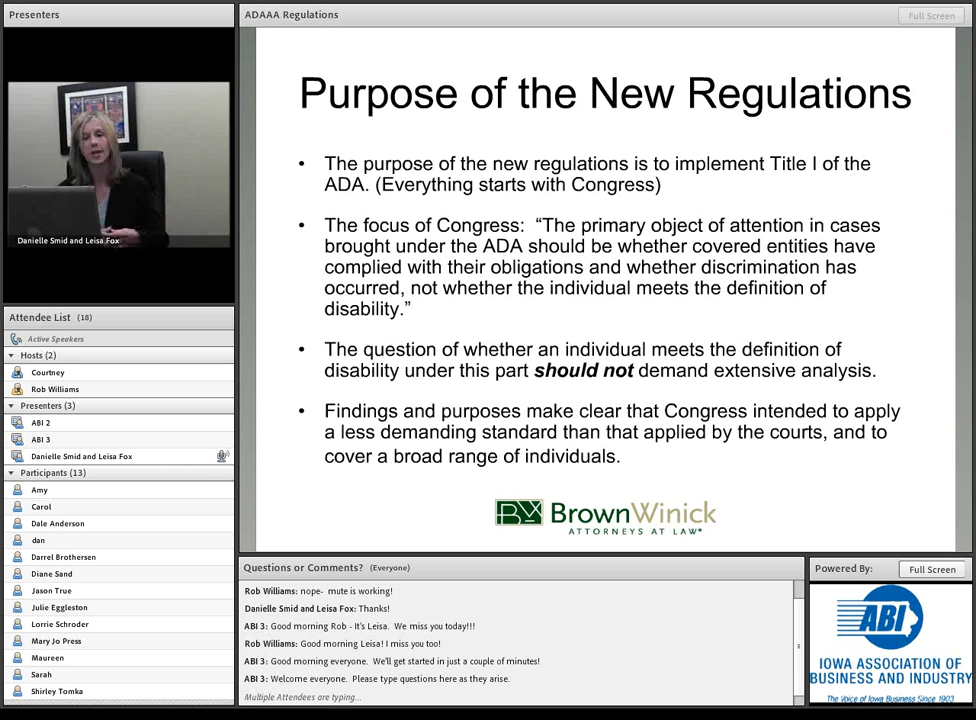 Presenters
Danielle Smid and Leisa Fox
Attendee List (18)
Active Speakers
Hosts (2)
Courtney
Rob Williams
Presenters (3)
ABI 2
ABI 3
Danielle Smid and Leisa Fox
Participants (13)
Amy
Carol
Dale Anderson
dan
Darrel Brothersen
Diane Sand
Jason True
Julie Eggleston
Lorrie Schroder
Mary Jo Press
Maureen
Sarah
Shirley Tomka
ADAAA Regulations
Full Screen
Purpose of the New Regulations
• The purpose of the new regulations is to implement Title I of the
ADA. (Everything starts with Congress)
• The focus of Congress: “The primary object of attention in cases
brought under the ADA should be whether covered entities have
complied with their obligations and whether discrimination has
occurred, not whether the individual meets the definition of
disability.”
• The question of whether an individual meets the definition of
disability under this part should not demand extensive analysis.
• Findings and purposes make clear that Congress intended to apply
a less demanding standard than that applied by the courts, and to
cover a broad range of individuals.
BrownWinick
ATTORNEYS AT LAW®
Questions or Comments? (Everyone)
Rob Williams: nope- mute is working!
Danielle Smid and Leisa Fox: Thanks!
ABI 3: Good morning Rob - It's Leisa. We miss you today!!!
Rob Williams: Good morning Leisa! I miss you too!
ABI 3: Good morning everyone. We'll get started in just a couple of minutes!
ABI 3: Welcome everyone. Please type questions here as they arise.
Multiple Attendees are typing...
Powered By:
Full Screen
ABI
IOWA ASSOCIATION OF
BUSINESS AND INDUSTRY
The Voice of Iowa Business Since 1903